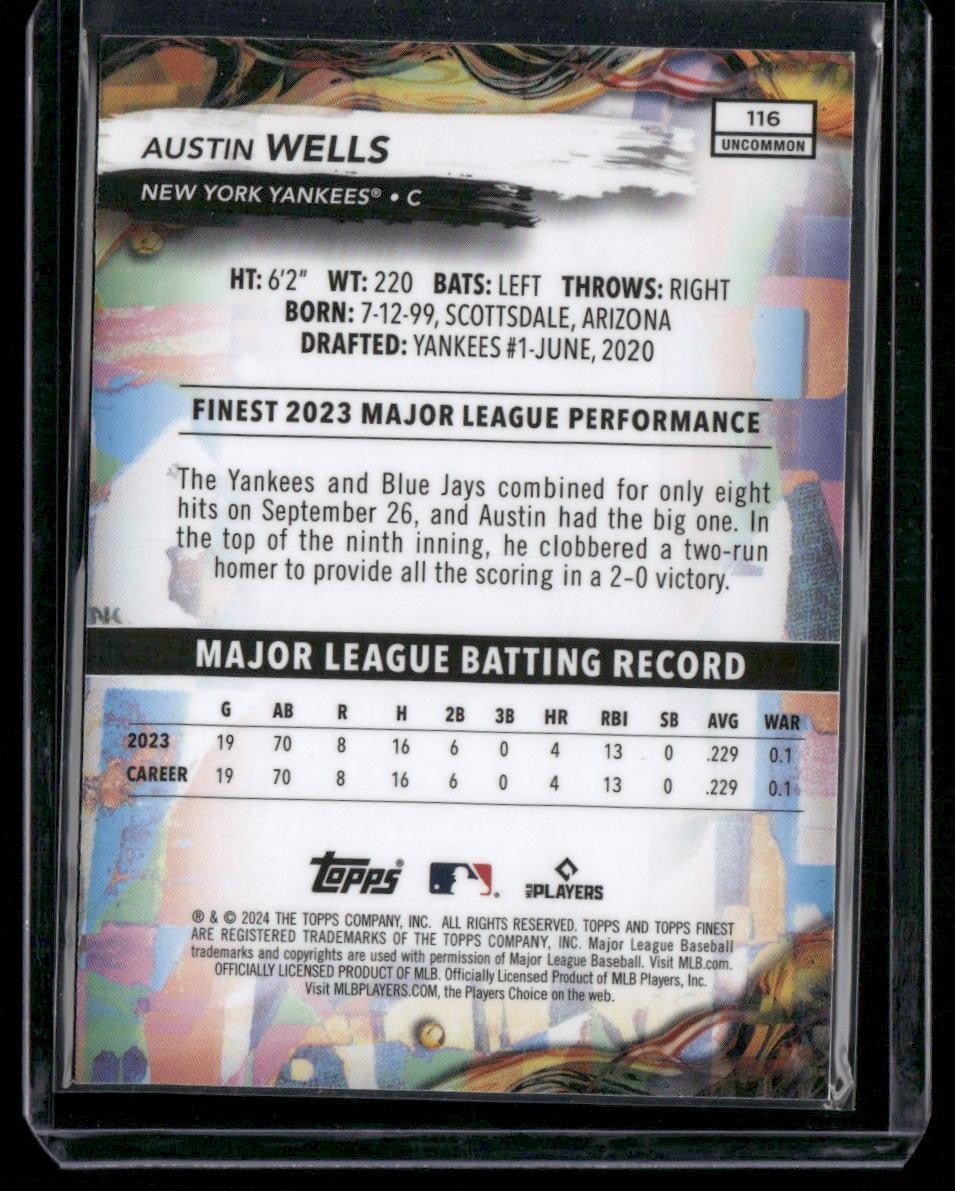 116
UNCOMMON
AUSTIN WELLS
NEW YORK YANKEES® • C
HT: 6'2" WT: 220 BATS: LEFT THROWS: RIGHT
BORN: 7-12-99, SCOTTSDALE, ARIZONA
DRAFTED: YANKEES #1-JUNE, 2020
FINEST 2023 MAJOR LEAGUE PERFORMANCE
The Yankees and Blue Jays combined for only eight
hits on September 26, and Austin had the big one. In
the top of the ninth inning, he clobbered a two-run
homer to provide all the scoring in a 2-0 victory.
NK
MAJOR LEAGUE BATTING RECORD
G AB R H 2B 3B HR RBI SB AVG WAR
2023 19 70 8 16 6 0 4 13 0 .229 0.1
CAREER 19 70 8 16 6 0 4 13 0 .229 0.1
Topps® MLB PLAYERS
® & © 2024 THE TOPPS COMPANY, INC. ALL RIGHTS RESERVED. TOPPS AND TOPPS FINEST
ARE REGISTERED TRADEMARKS OF THE TOPPS COMPANY, INC. Major League Baseball
trademarks and copyrights are used with permission of Major League Baseball. Visit MLB.com.
OFFICIALLY LICENSED PRODUCT OF MLB. Officially Licensed Product of MLB Players, Inc.
Visit MLBPLAYERS.COM, the Players Choice on the web.